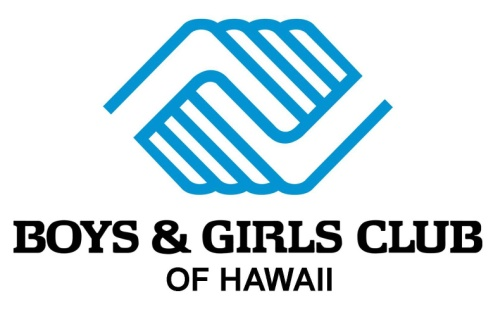 BOYS & GIRLS CLUB
OF HAWAII